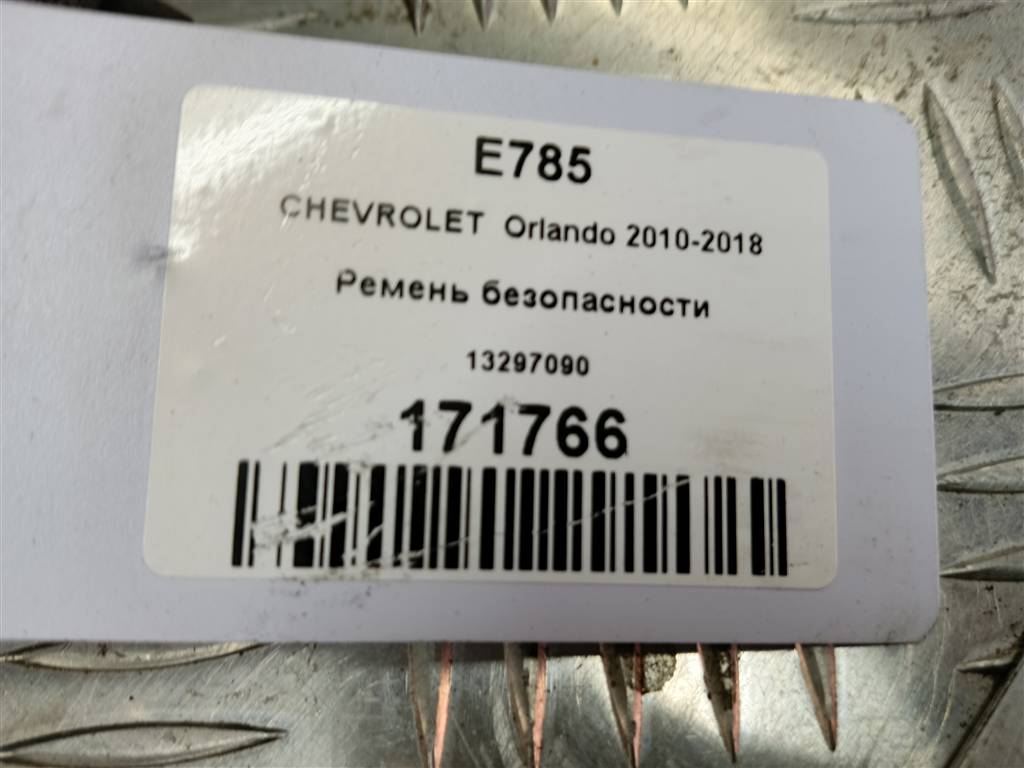 E785
CHEVROLET Orlando 2010-2018
Ремень безопасности
13297090
171766